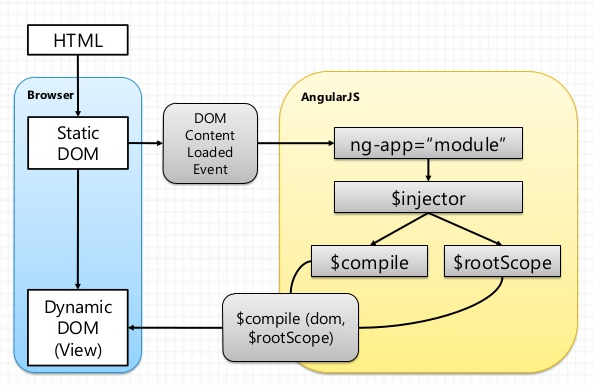 HTML
Browser
Static
DOM
DOM
Content
Loaded
Event
AngularJS
ng-app=“module”
$injector
$compile
$rootScope
Dynamic
DOM
(View)
$compile (dom,
$rootScope)